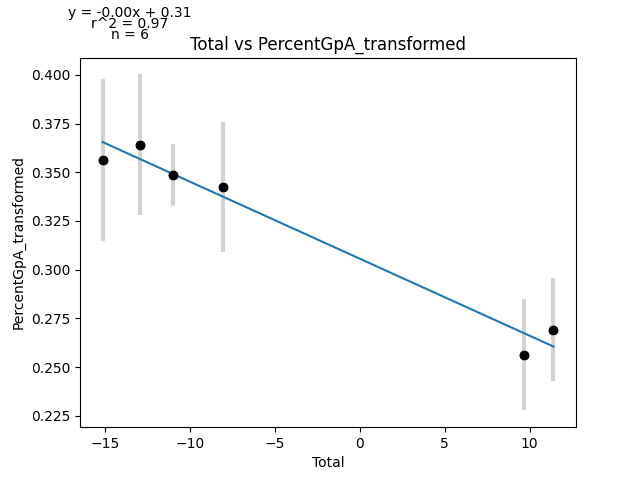 y = -0.00x + 0.31
r^2 = 0.97
n = 6
Total vs PercentGpA_transformed
PercentGpA_transformed
0.400
0.375
0.350
0.325
0.300
0.275
0.250
0.225
−15
−10
−5
0
5
10
Total